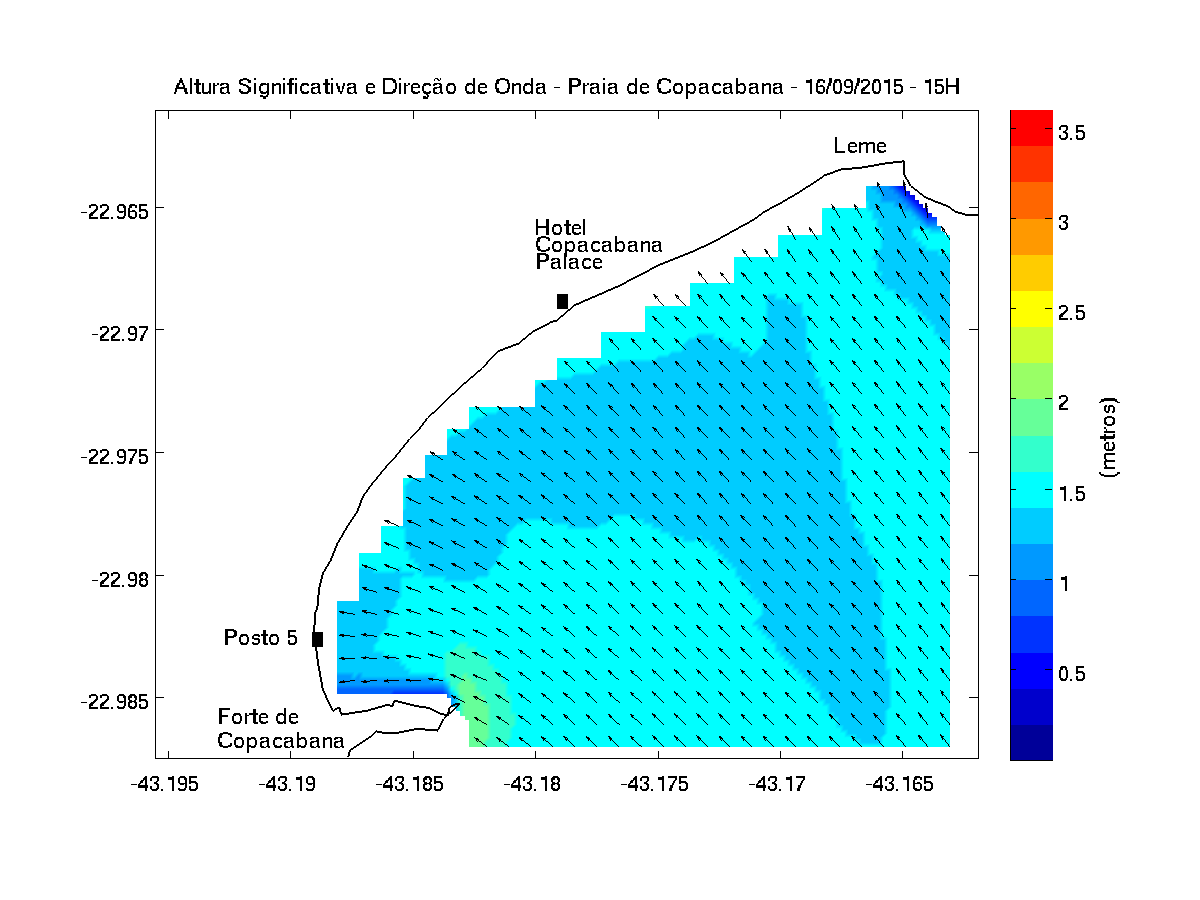 Altura Significativa e Direção de Onda - Praia de Copacabana - 16/09/2015 - 15H
Leme
Hotel
Copacabana
Palace
Posto 5
Forte de
Copacabana
-22.965
-22.97
-22.975
-22.98
-22.985
-43.195
-43.19
-43.185
-43.18
-43.175
-43.17
-43.165
3.5
3
2.5
2
1.5
1
0.5
(metros)